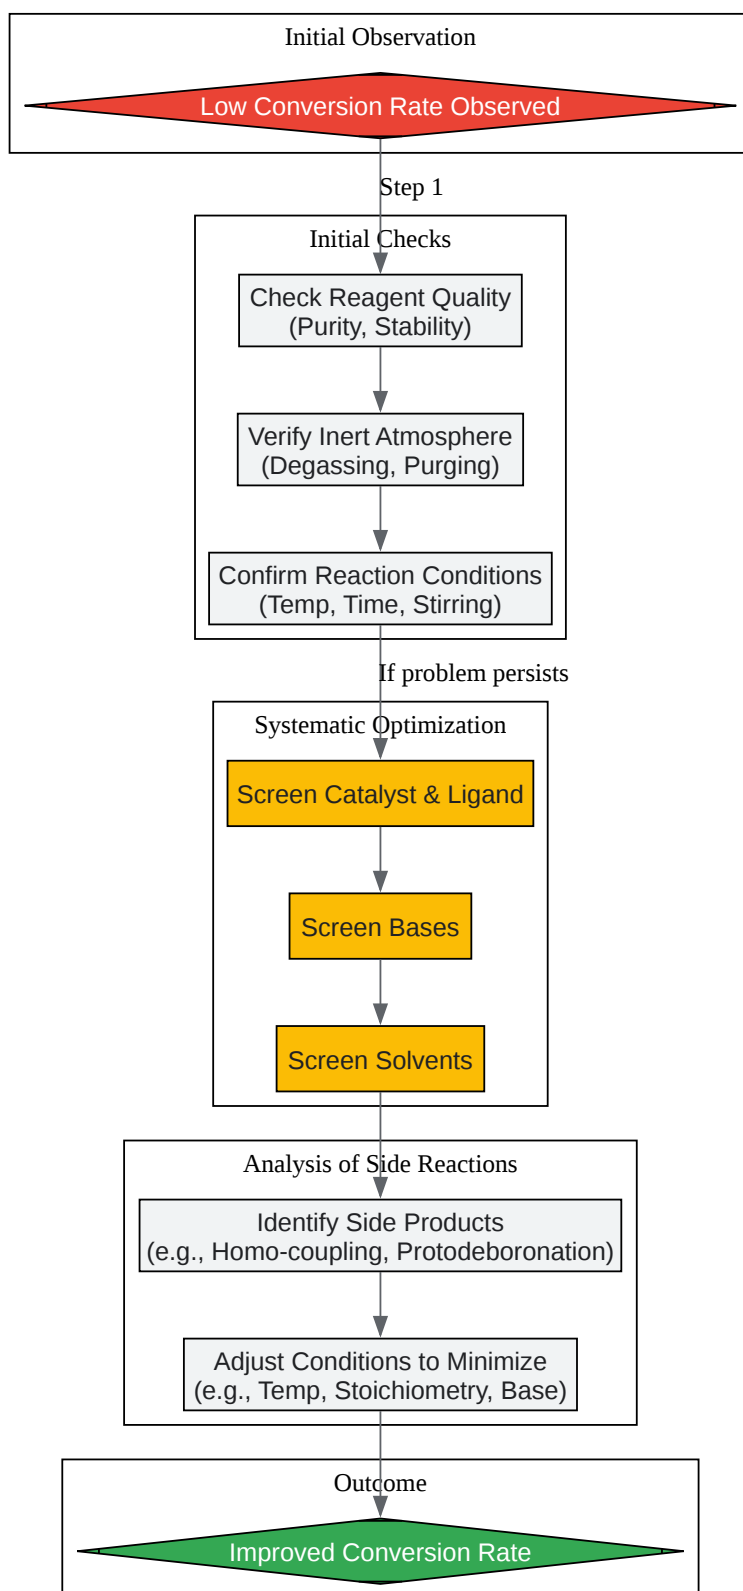 Initial Observation
Low Conversion Rate Observed
Step 1
Initial Checks
Check Reagent Quality
(Purity, Stability)
Verify Inert Atmosphere
(Degassing, Purging)
Confirm Reaction Conditions
(Temp, Time, Stirring)
If problem persists
Systematic Optimization
Screen Catalyst & Ligand
Screen Bases
Screen Solvents
Analysis of Side Reactions
Identify Side Products
(e.g., Homo-coupling, Protodeboronation)
Adjust Conditions to Minimize
(e.g., Temp, Stoichiometry, Base)
Outcome
Improved Conversion Rate